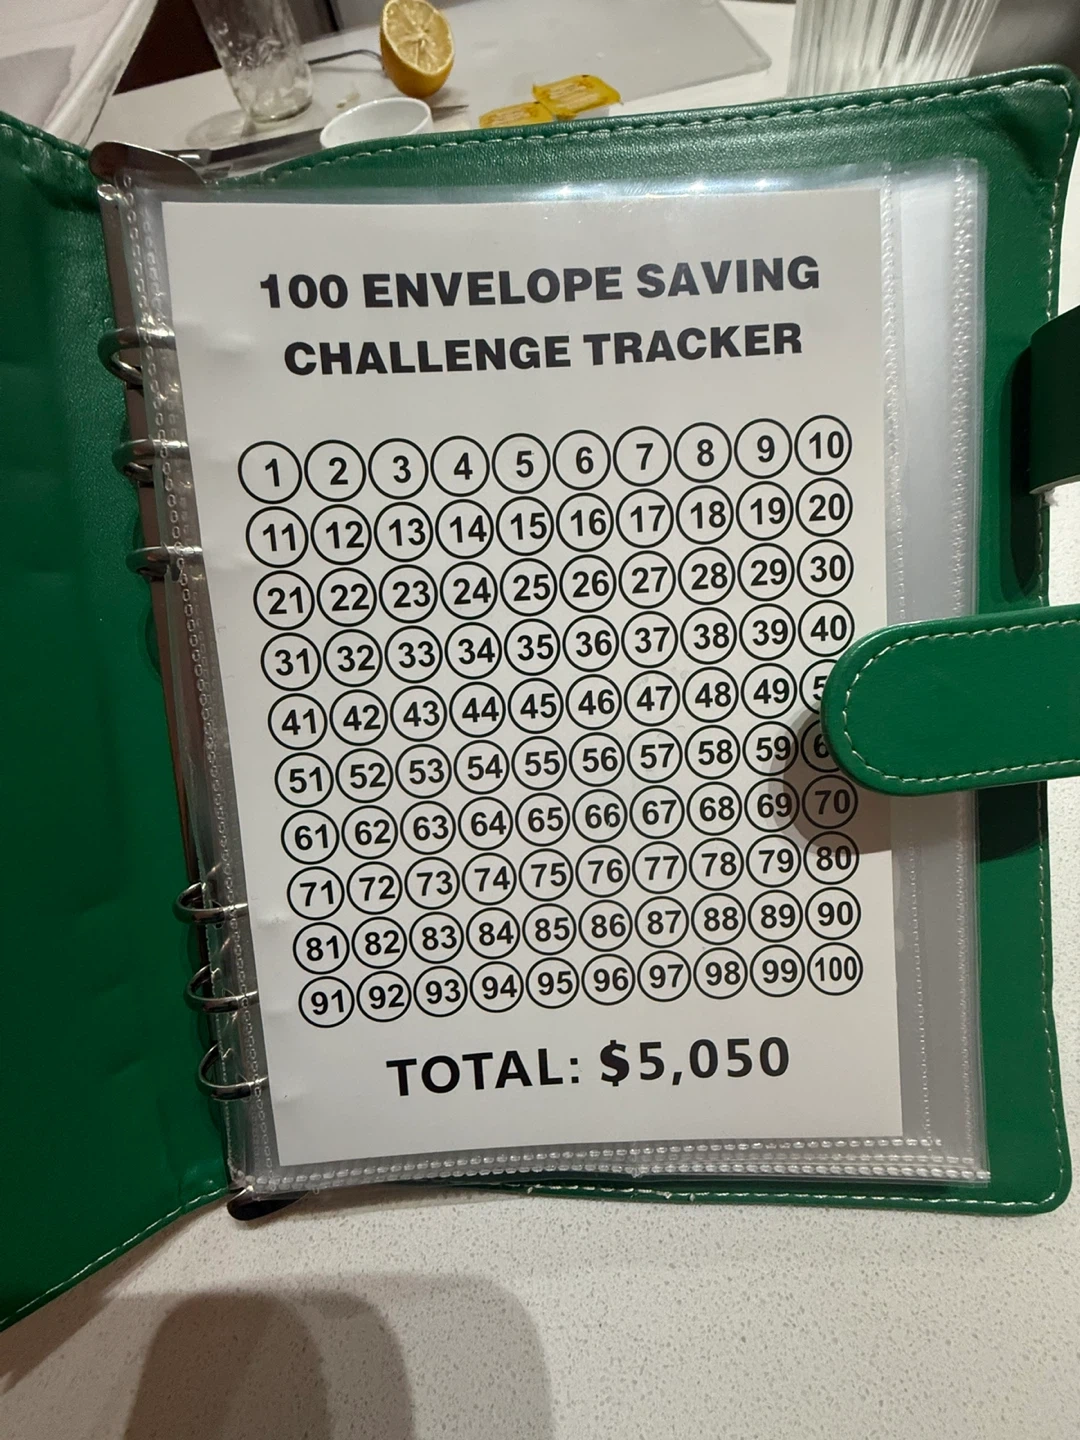 100 ENVELOPE SAVING
CHALLENGE TRACKER
1 2 3 4 5 6 7 8 9 10
11 12 13 14 15 16 17 18 19 20
21 22 23 24 25 26 27 28 29 30
31 32 33 34 35 36 37 38 39 40
41 42 43 44 45 46 47 48 49
51 52 53 54 55 56 57 58 59
61 62 63 64 65 66 67 68 69 70
71 72 73 74 75 76 77 78 79 80
81 82 83 84 85 86 87 88 89 90
91 92 93 94 95 96 97 98 99 100
TOTAL: $5,050